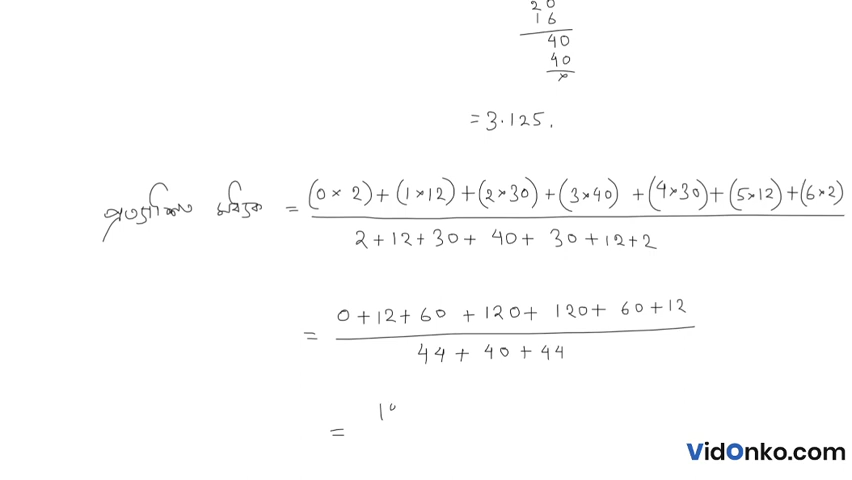 20
16
40
40
×
= 3.125.
= (0 × 2) + (1×12) + (2×30) + (3×40) + (4×30) + (5×12) + (6×2)
2 + 12 + 30 + 40 + 30 + 12 + 2
= 0 + 12 + 60 + 120 + 120 + 60 + 12
44 + 40 + 44
= 10
VidOnko.com